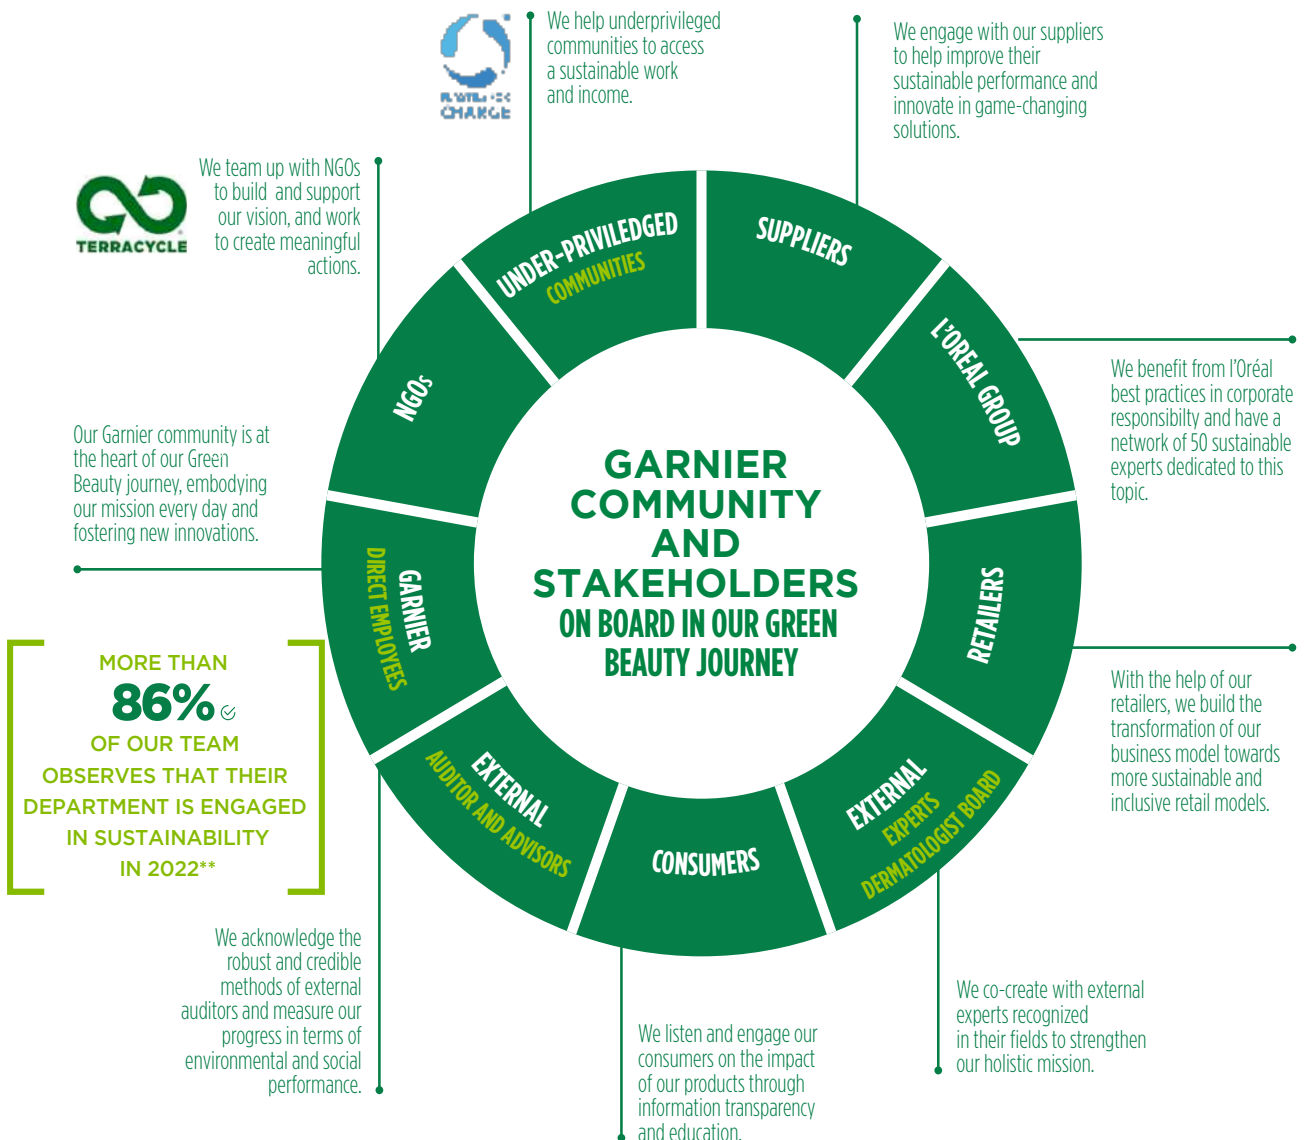 We help underprivileged
communities to access
a sustainable work
and income.
CHANGE
We engage with our suppliers
to help improve their
sustainable performance and
innovate in game-changing
solutions.
We team up with NGOs
to build and support
our vision, and work
to create meaningful
actions.
TERRACYCLE
UNDER-PRIVILEDGED
COMMUNITIES
SUPPLIERS
L'OREAL GROUP
We benefit from l'Oréal
best practices in corporate
responsibilty and have a
network of 50 sustainable
experts dedicated to this
topic.
NGOs
Our Garnier community is at
the heart of our Green
Beauty journey, embodying
our mission every day and
fostering new innovations.
GARNIER
COMMUNITY
AND
STAKEHOLDERS
ON BOARD IN OUR GREEN
BEAUTY JOURNEY
GARNIER
DIRECT EMPLOYEES
RETAILERS
With the help of our
retailers, we build the
transformation of our
business model towards
more sustainable and
inclusive retail models.
MORE THAN
86%
OF OUR TEAM
OBSERVES THAT THEIR
DEPARTMENT IS ENGAGED
IN SUSTAINABILITY
IN 2022**
EXTERNAL
AUDITOR AND ADVISORS
CONSUMERS
EXTERNAL
EXPERTS
DERMATOLOGIST BOARD
We acknowledge the
robust and credible
methods of external
auditors and measure our
progress in terms of
environmental and social
performance.
We listen and engage our
consumers on the impact
of our products through
information transparency
and education.
We co-create with external
experts recognized
in their fields to strengthen
our holistic mission.